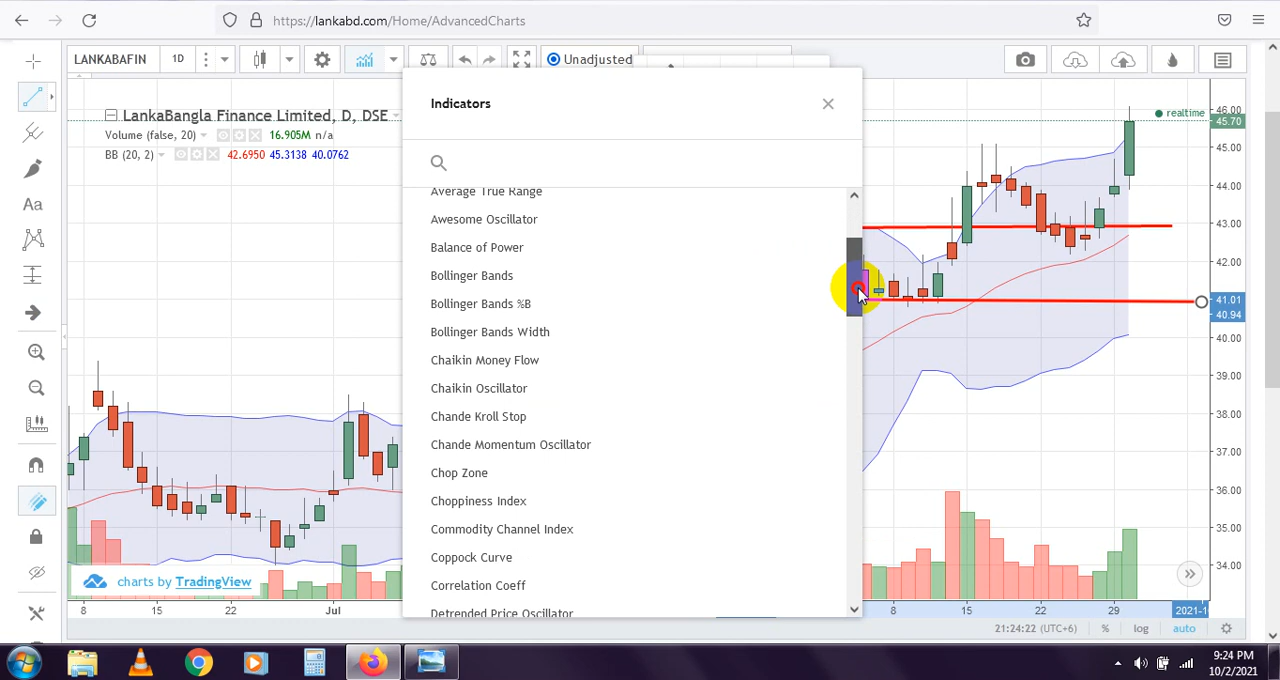 https://lankabd.com/Home/AdvancedCharts
LANKABAFIN 1D Unadjusted
Indicators
LankaBangla Finance Limited, D, DSE
realtime
Volume (false, 20) 16.905M n/a
BB (20, 2) 42.6950 45.3138 40.0762
Average True Range
Awesome Oscillator
Balance of Power
Bollinger Bands
Bollinger Bands %B
Bollinger Bands Width
Chaikin Money Flow
Chaikin Oscillator
Chande Kroll Stop
Chande Momentum Oscillator
Chop Zone
Choppiness Index
Commodity Channel Index
Coppock Curve
Correlation Coeff
Detrended Price Oscillator
Aa
46.00
45.70
45.00
44.00
43.00
42.00
41.01
40.94
40.00
39.00
38.00
37.00
36.00
35.00
34.00
charts by TradingView
8 15 22 Jul 8 15 22 29 2021-1
21:24:22 (UTC+6) % log auto
9:24 PM
10/2/2021